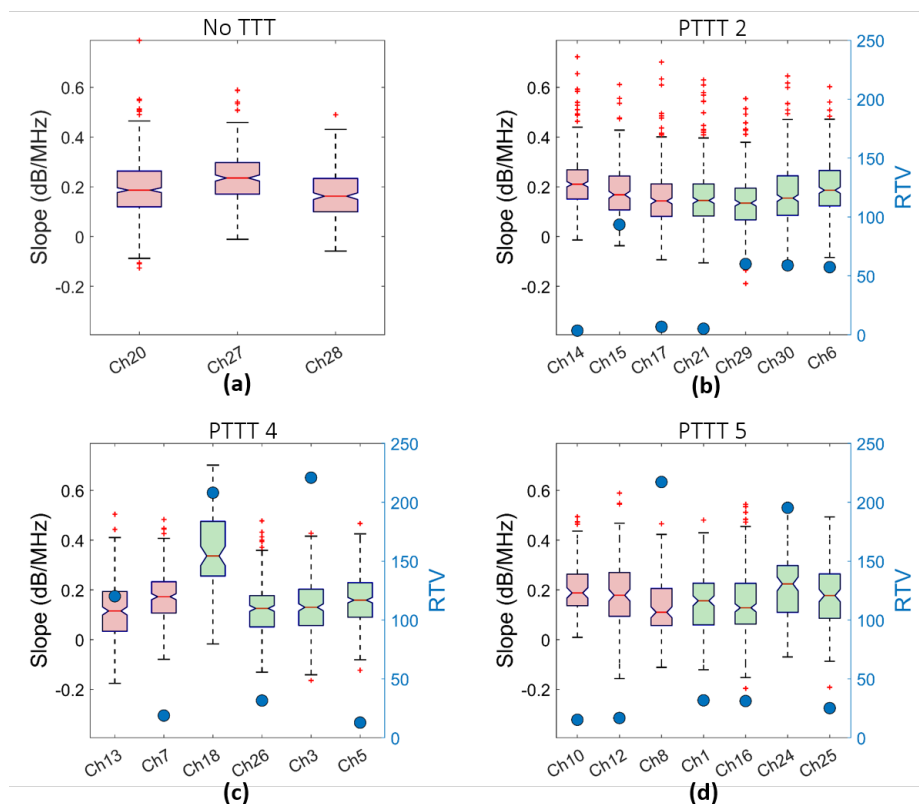 No TTT
Slope (dB/MHz)
0.6
0.4
0.2
0
-0.2
Ch20
Ch27
Ch28
(a)
PTTT 2
Slope (dB/MHz)
0.6
0.4
0.2
0
-0.2
250
200
150
100
50
0
RTV
Ch14
Ch15
Ch17
Ch21
Ch29
Ch30
Ch6
(b)
PTTT 4
Slope (dB/MHz)
0.6
0.4
0.2
0
-0.2
250
200
150
100
50
0
RTV
Ch13
Ch7
Ch18
Ch26
Ch3
Ch5
(c)
PTTT 5
Slope (dB/MHz)
0.6
0.4
0.2
0
-0.2
250
200
150
100
50
0
RTV
Ch10
Ch12
Ch8
Ch1
Ch16
Ch24
Ch25
(d)